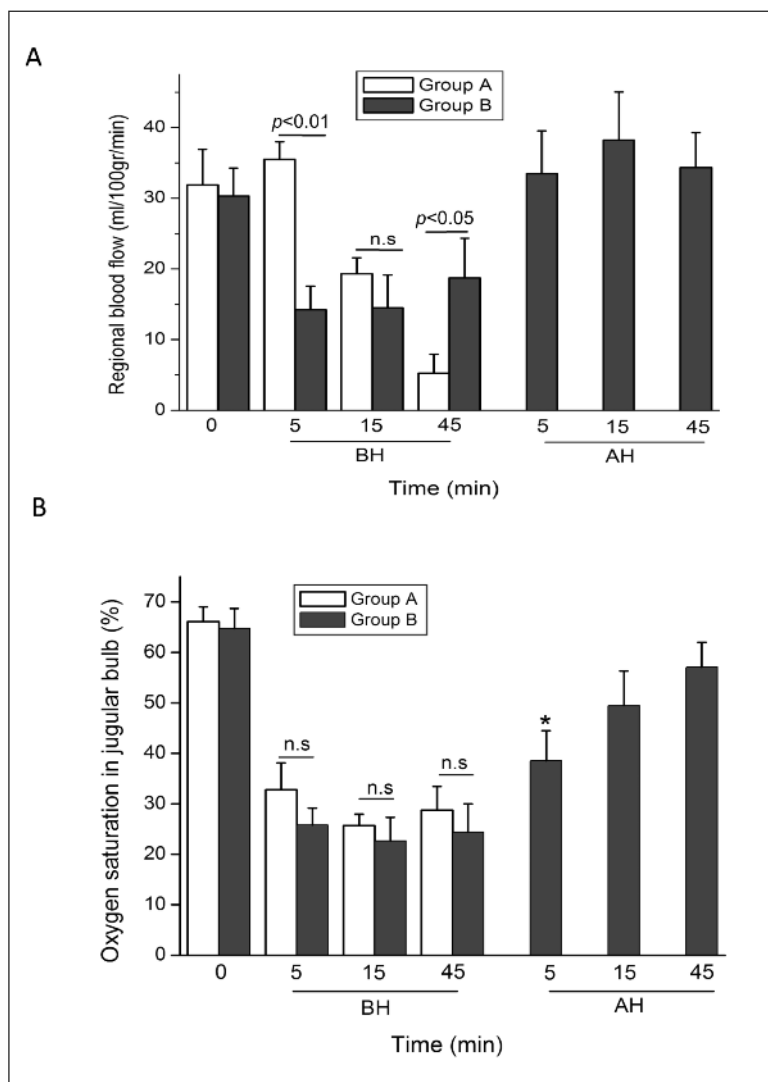 A
Group A
Group B
p<0.01
n.s
p<0.05
Regional blood flow (ml/100gr/min)
40
30
20
10
0
0 5 15 45 5 15 45
BH AH
Time (min)
B
Group A
Group B
Oxygen saturation in jugular bulb (%)
70
60
50
40
30
20
10
0
n.s
n.s
n.s
*
0 5 15 45 5 15 45
BH AH
Time (min)